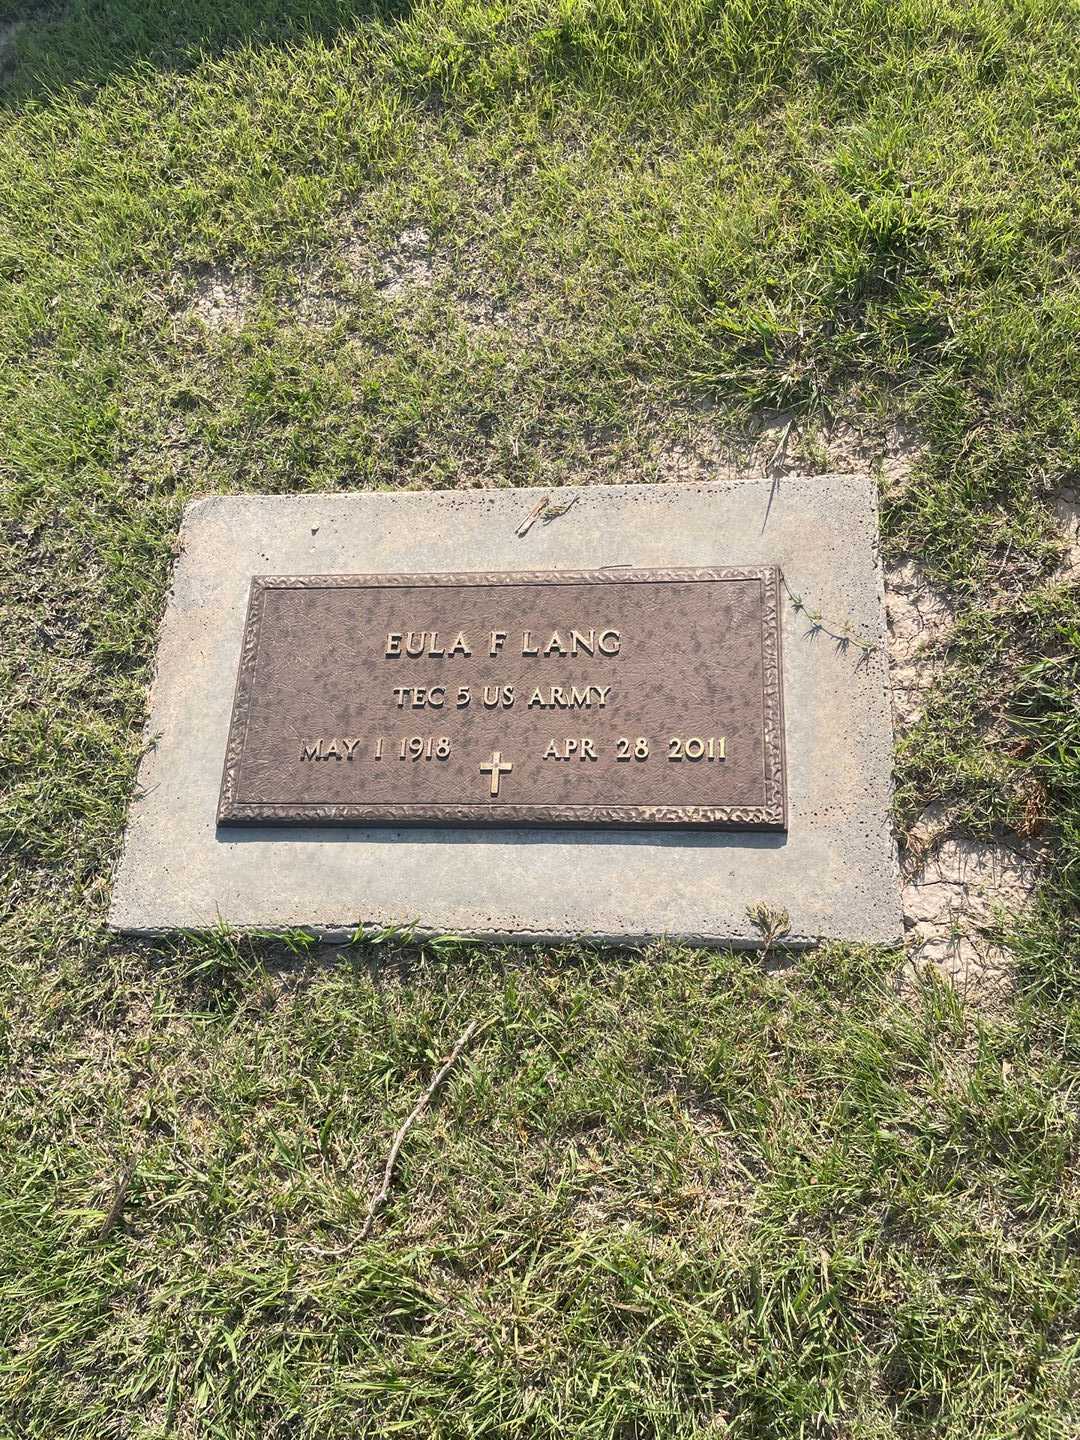 EULA F LANG
TEC 5 US ARMY
MAY 1 1918 APR 28 2011